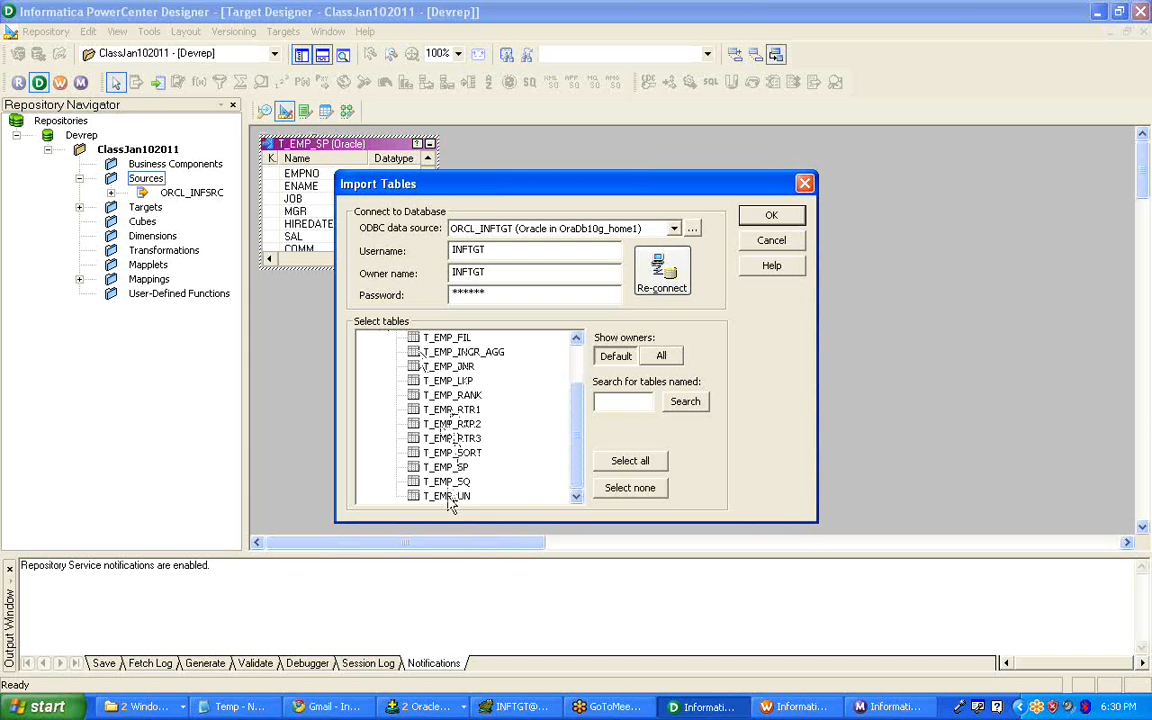 Informatica PowerCenter Designer - [Target Designer - ClassJan102011 - [Devrep]]
Repository Edit View Tools Layout Versioning Targets Window Help
ClassJan102011 - [Devrep]
100%
R D W M
Repository Navigator
Repositories
Devrep
ClassJan102011
Business Components
Sources
ORCL_INFSRC
Targets
Cubes
Dimensions
Transformations
Mapplets
Mappings
User-Defined Functions
T_EMP_SP (Oracle)
K. Name Datatype
EMPNO
ENAME
JOB
MGR
HIREDATE
SAL
COMM
Import Tables
Connect to Database
ODBC data source: ORCL_INFTGT (Oracle in OraDb10g_home1)
Username: INFTGT
Owner name: INFTGT
Password: ******
Re-connect
OK
Cancel
Help
Select tables
T_EMP_FIL
T_EMP_INCR_AGG
T_EMP_JNR
T_EMP_LKP
T_EMP_RANK
T_EMP_RTR1
T_EMP_RTR2
T_EMP_RTR3
T_EMP_SORT
T_EMP_SP
T_EMP_SQ
T_EMP_UN
Show owners:
Default All
Search for tables named:
Search
Select all
Select none
Output Window
Repository Service notifications are enabled.
Save Fetch Log Generate Validate Debugger Session Log Notifications
Ready
start 2 Windo... Temp - N... Gmail - In... 2 Oracle... INFTGT@... GoToMee... Informati... Informati... Informati... 6:30 PM